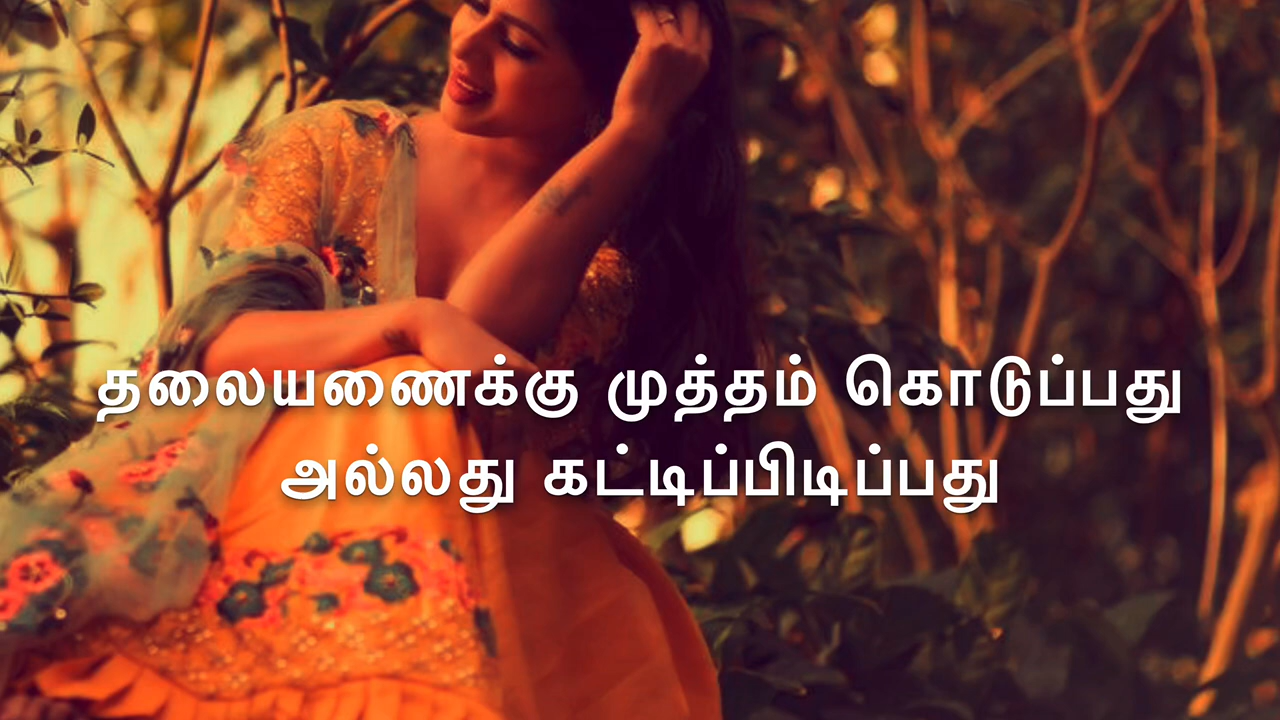 தலையணைக்கு முத்தம் கொடுப்பது
அல்லது கட்டிப்பிடிப்பது